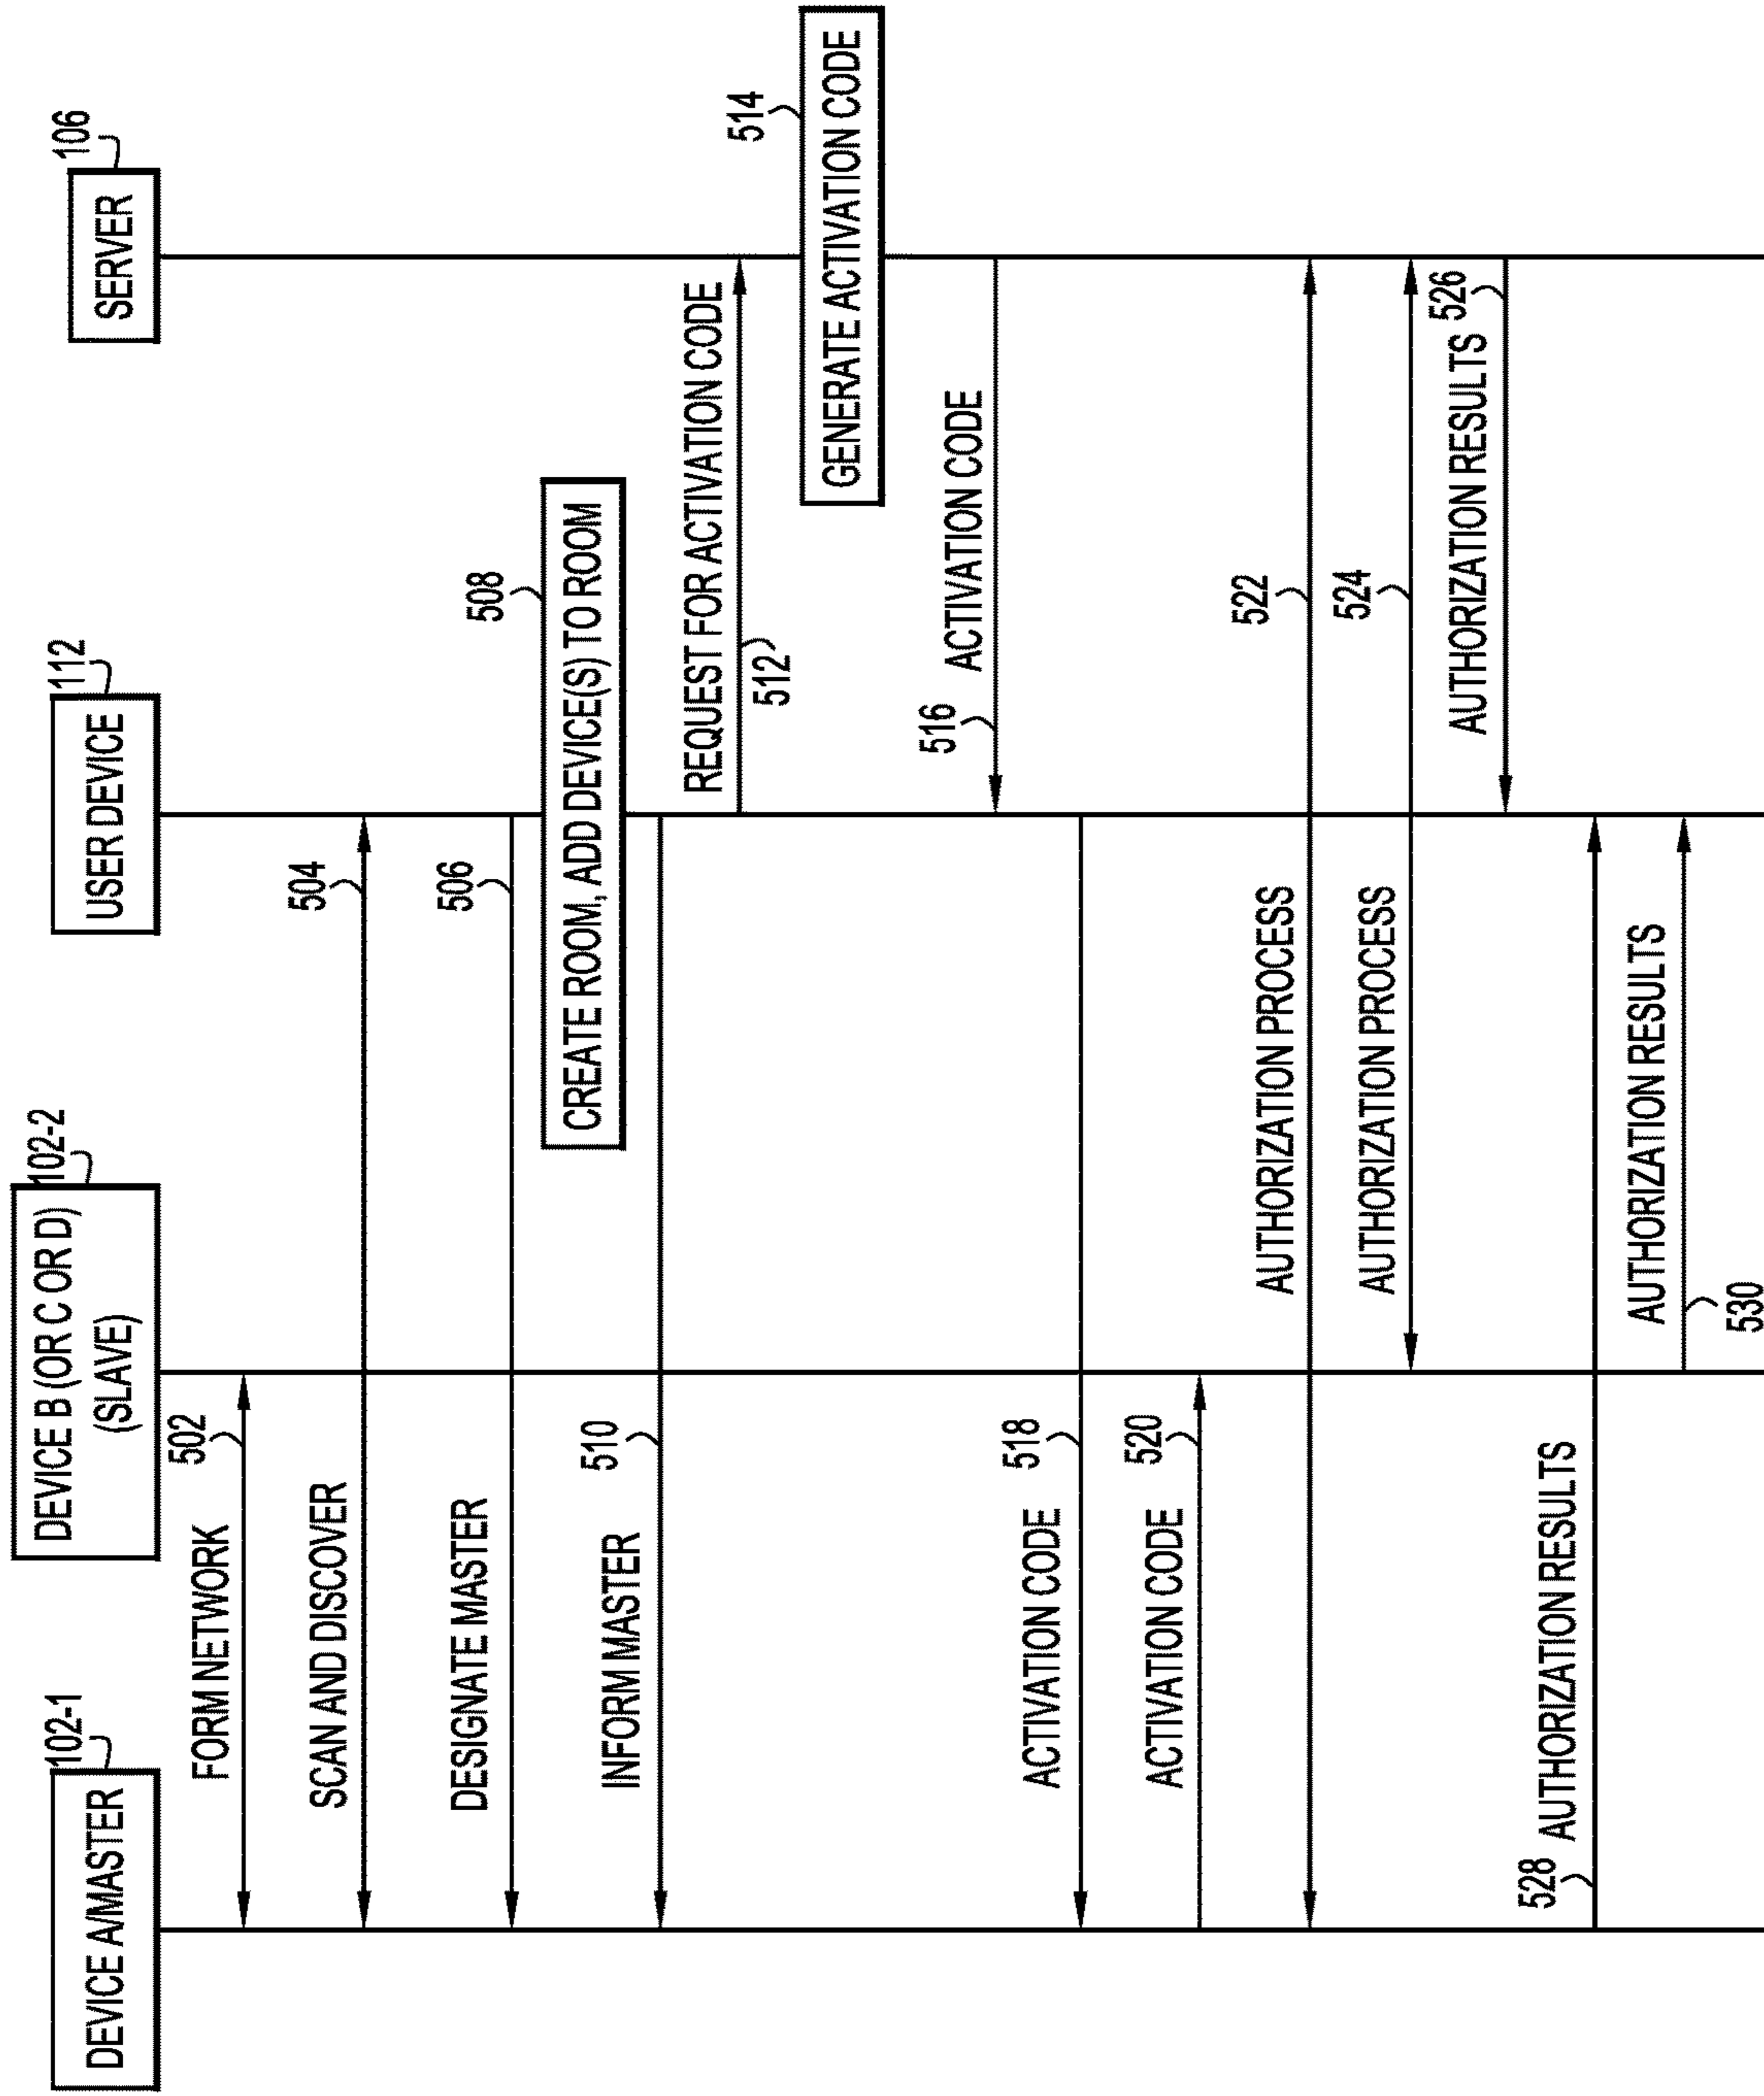 DEVICE A/MASTER
102-1
DEVICE B (OR C OR D)
(SLAVE)
102-2
USER DEVICE
112
SERVER
106
FORM NETWORK
502
SCAN AND DISCOVER
504
DESIGNATE MASTER
506
508
CREATE ROOM, ADD DEVICE(S) TO ROOM
INFORM MASTER
510
REQUEST FOR ACTIVATION CODE
512
514
GENERATE ACTIVATION CODE
516
ACTIVATION CODE
ACTIVATION CODE
518
ACTIVATION CODE
520
AUTHORIZATION PROCESS
522
AUTHORIZATION PROCESS
524
AUTHORIZATION RESULTS
526
528
AUTHORIZATION RESULTS
AUTHORIZATION RESULTS
530